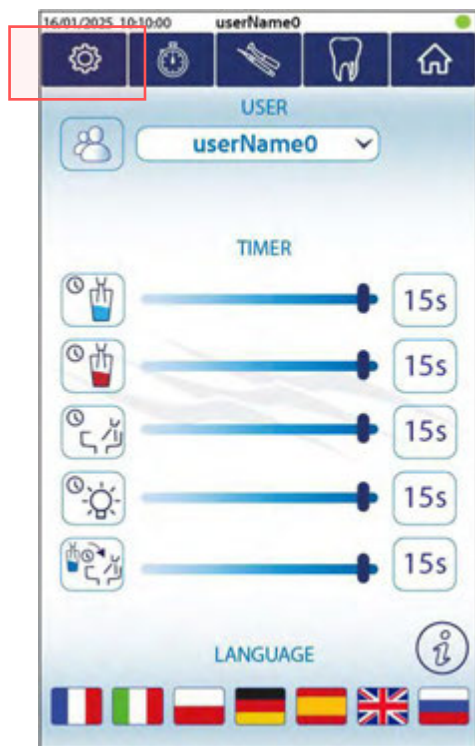 16/01/2025 10:10:00 userName0
USER
userName0
TIMER
15s
15s
15s
15s
15s
i
LANGUAGE